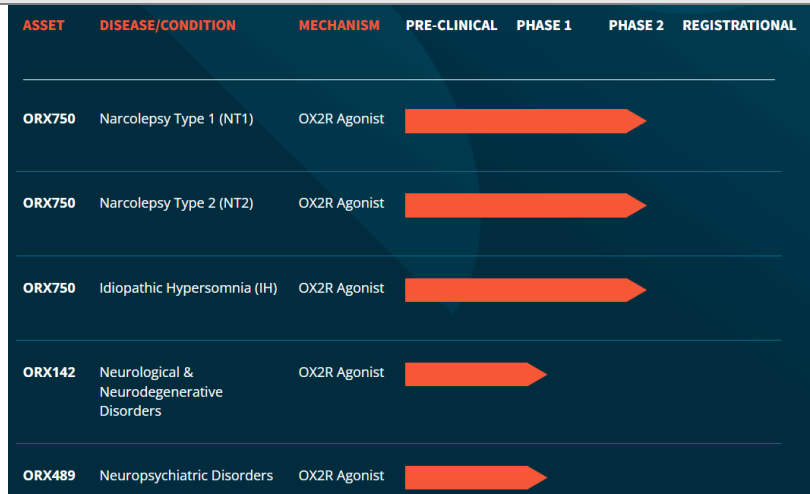 ASSET DISEASE/CONDITION MECHANISM PRE-CLINICAL PHASE 1 PHASE 2 REGISTRATIONAL
ORX750 Narcolepsy Type 1 (NT1) OX2R Agonist
ORX750 Narcolepsy Type 2 (NT2) OX2R Agonist
ORX750 Idiopathic Hypersomnia (IH) OX2R Agonist
ORX142 Neurological & OX2R Agonist
Neurodegenerative
Disorders
ORX489 Neuropsychiatric Disorders OX2R Agonist